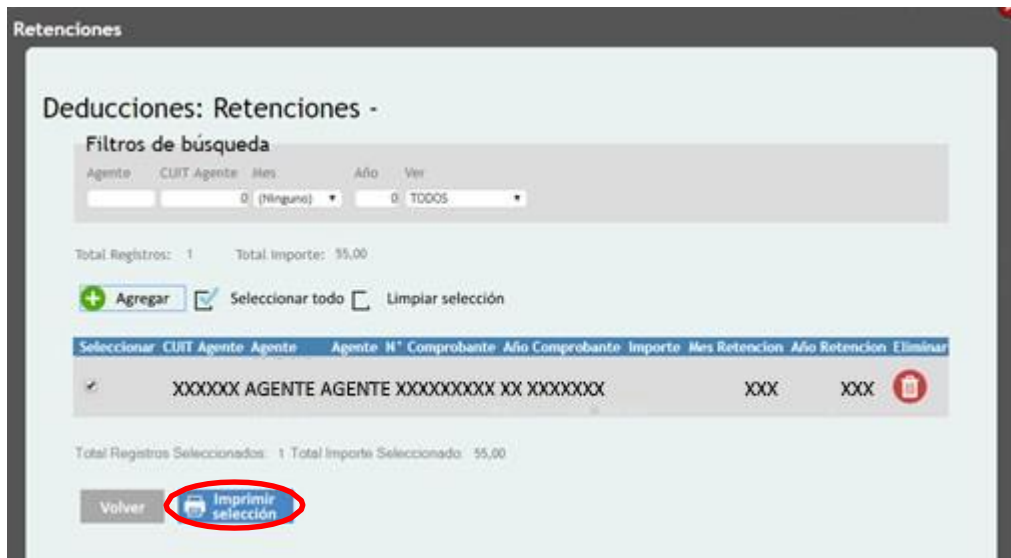 Retenciones
Deducciones: Retenciones -
Filtros de búsqueda
Agente CUIT Agente Mes Año Ver
0 (Ninguno) 0 TODOS
Total Registros: 1 Total Importe: 55,00
Agregar Seleccionar todo Limpiar selección
Seleccionar CUIT Agente Agente Agente N° Comprobante Año Comprobante Importe Mes Retencion Año Retencion Eliminar
XXXXXX AGENTE AGENTE XXXXXXXXX XX XXXXXXX XXX XXX
Total Registros Seleccionados: 1 Total Importe Seleccionado: 55,00
Volver Imprimir
selección